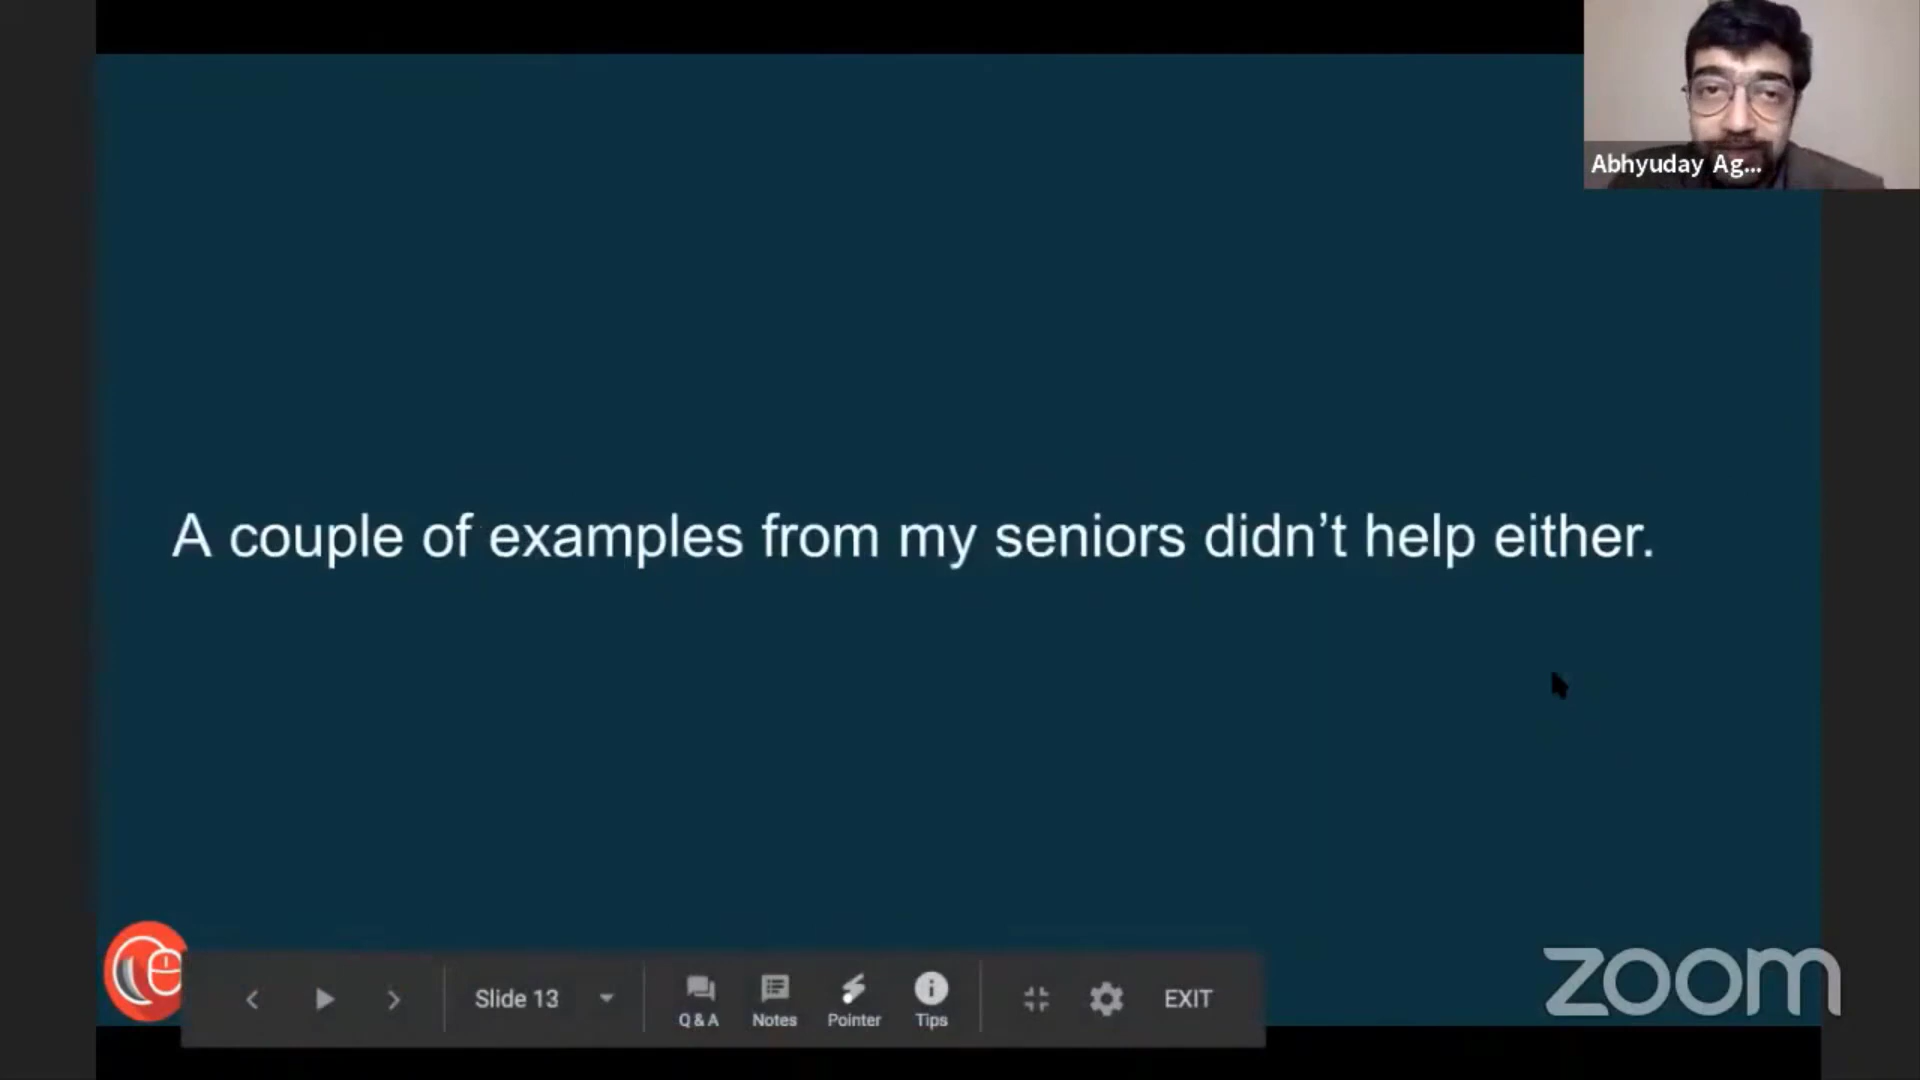 Abhyuday Ag...
A couple of examples from my seniors didn’t help either.
Slide 13
Q & A
Notes
Pointer
Tips
EXIT
zoom